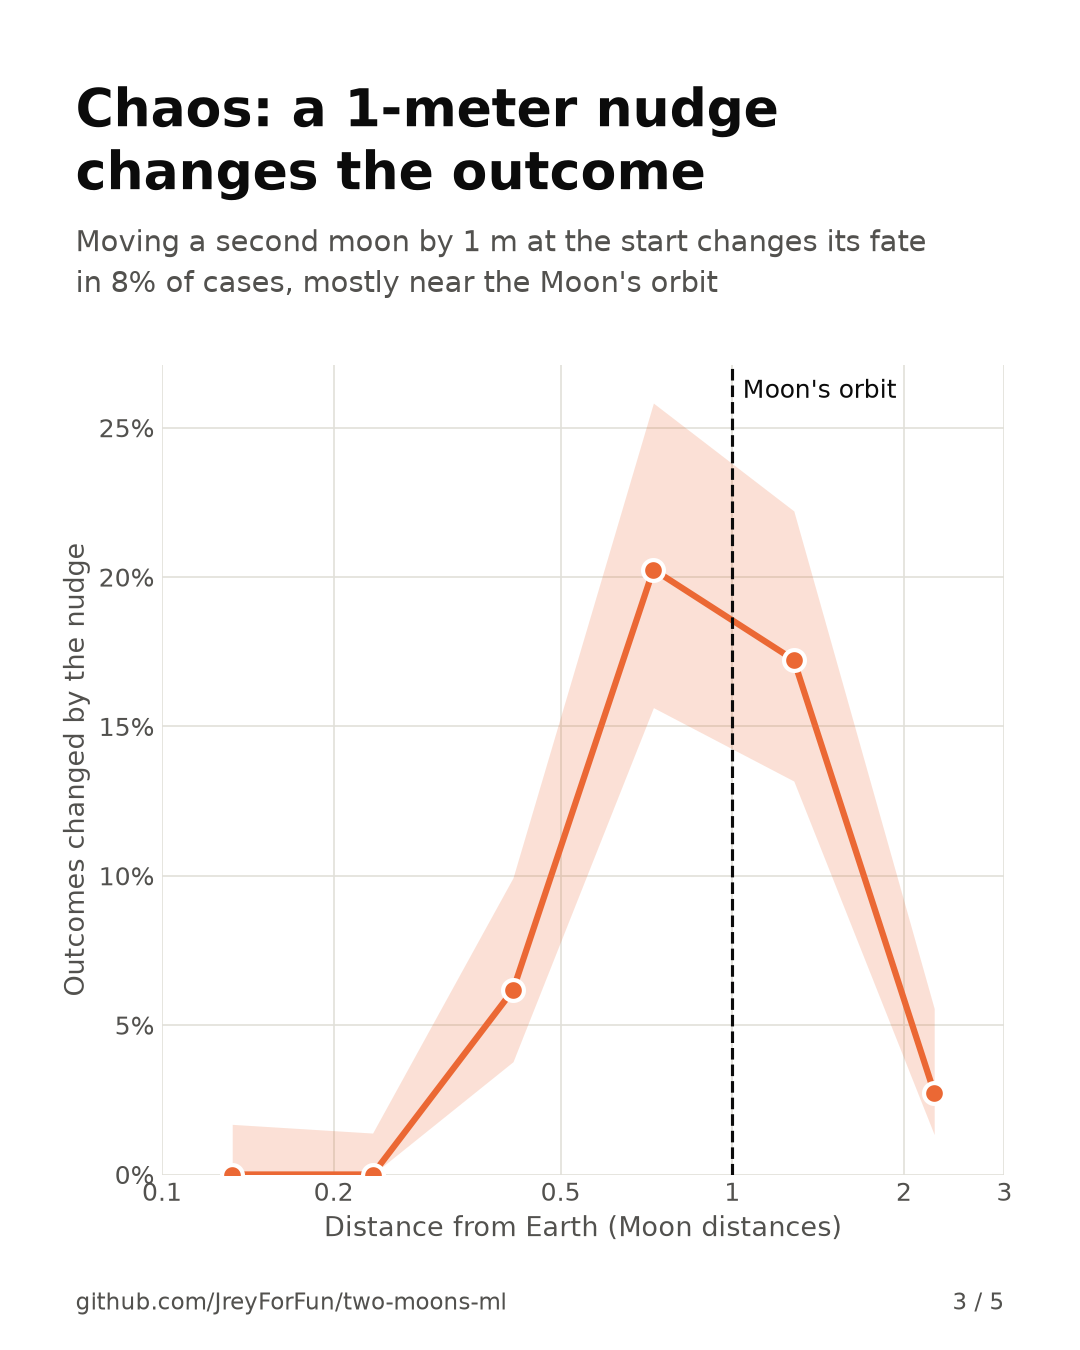 Chaos: a 1-meter nudge
changes the outcome
Moving a second moon by 1 m at the start changes its fate
in 8% of cases, mostly near the Moon's orbit
Moon's orbit
25%
20%
15%
10%
5%
0%
Outcomes changed by the nudge
0.1
0.2
0.5
1
2
3
Distance from Earth (Moon distances)
github.com/JreyForFun/two-moons-ml
3 / 5